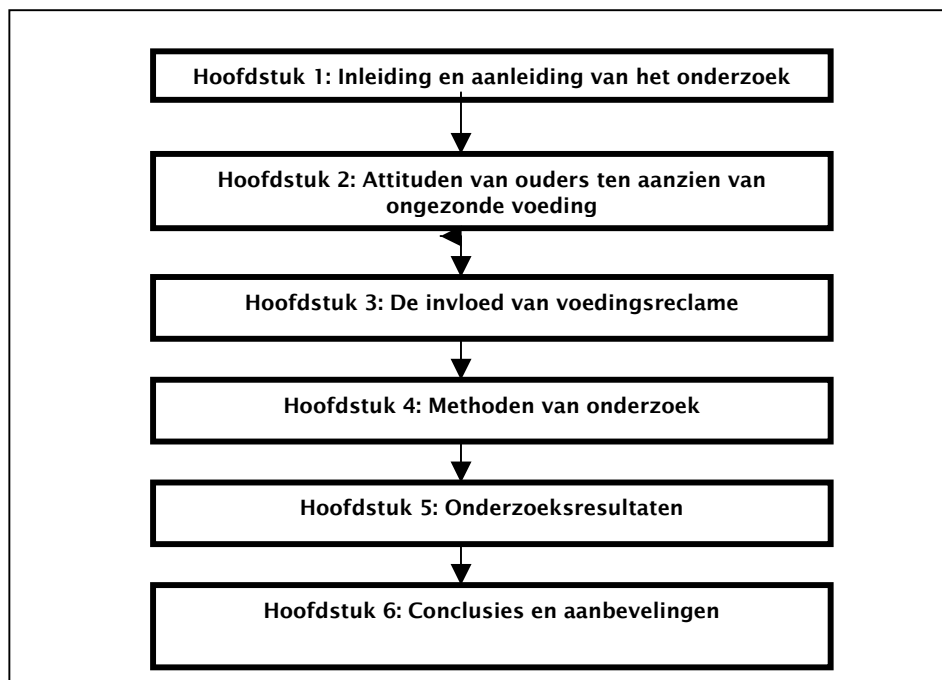 Hoofdstuk 1: Inleiding en aanleiding van het onderzoek
Hoofdstuk 2: Attituden van ouders ten aanzien van
ongezonde voeding
Hoofdstuk 3: De invloed van voedingsreclame
Hoofdstuk 4: Methoden van onderzoek
Hoofdstuk 5: Onderzoeksresultaten
Hoofdstuk 6: Conclusies en aanbevelingen